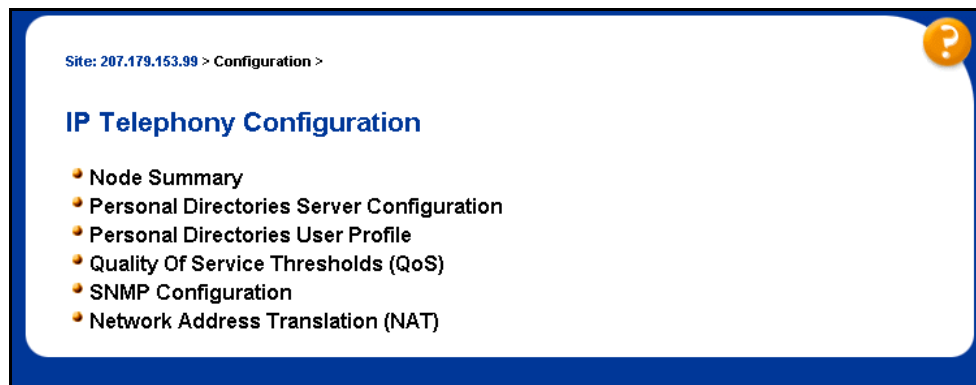 Site: 207.179.153.99 > Configuration >
?
IP Telephony Configuration
Node Summary
Personal Directories Server Configuration
Personal Directories User Profile
Quality Of Service Thresholds (QoS)
SNMP Configuration
Network Address Translation (NAT)